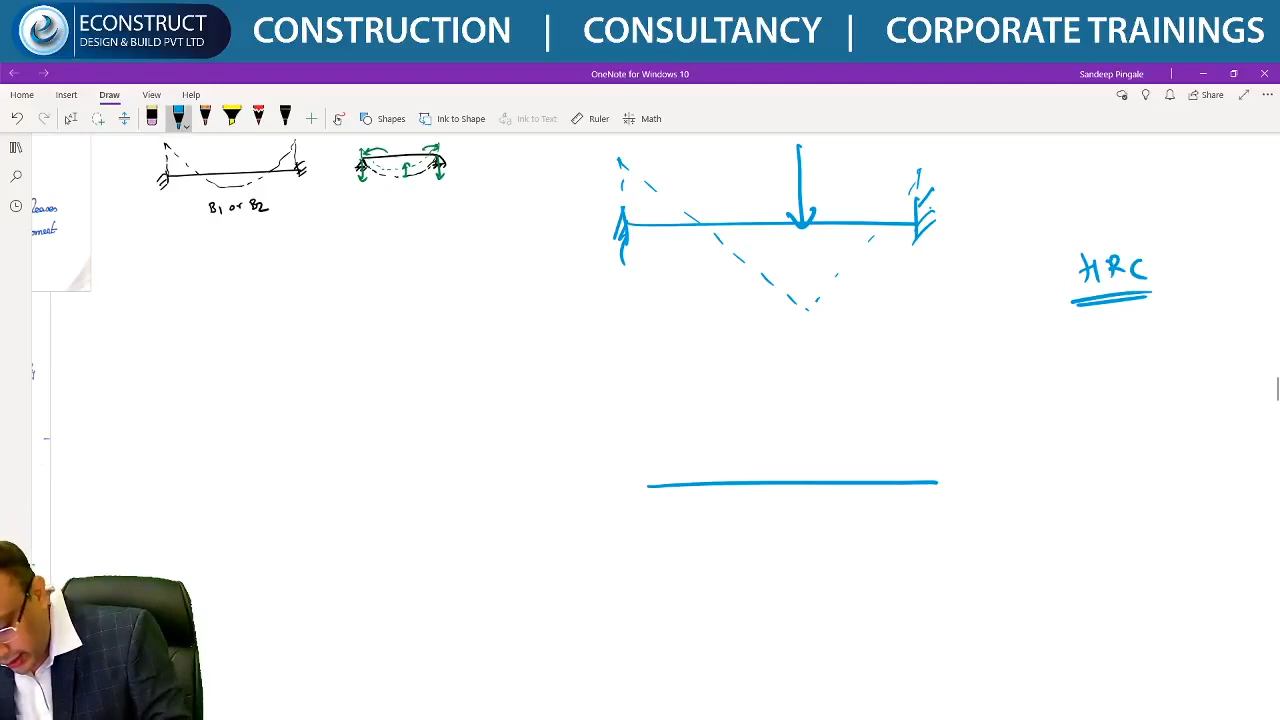 ECONSTRUCT
DESIGN & BUILD PVT LTD
CONSTRUCTION | CONSULTANCY | CORPORATE TRAININGS
OneNote for Windows 10
Sandeep Pingale
Home Insert Draw View Help
Share
Shapes
Ink to Shape
Ink to Text
Ruler
Math
B1 or B2
HRC